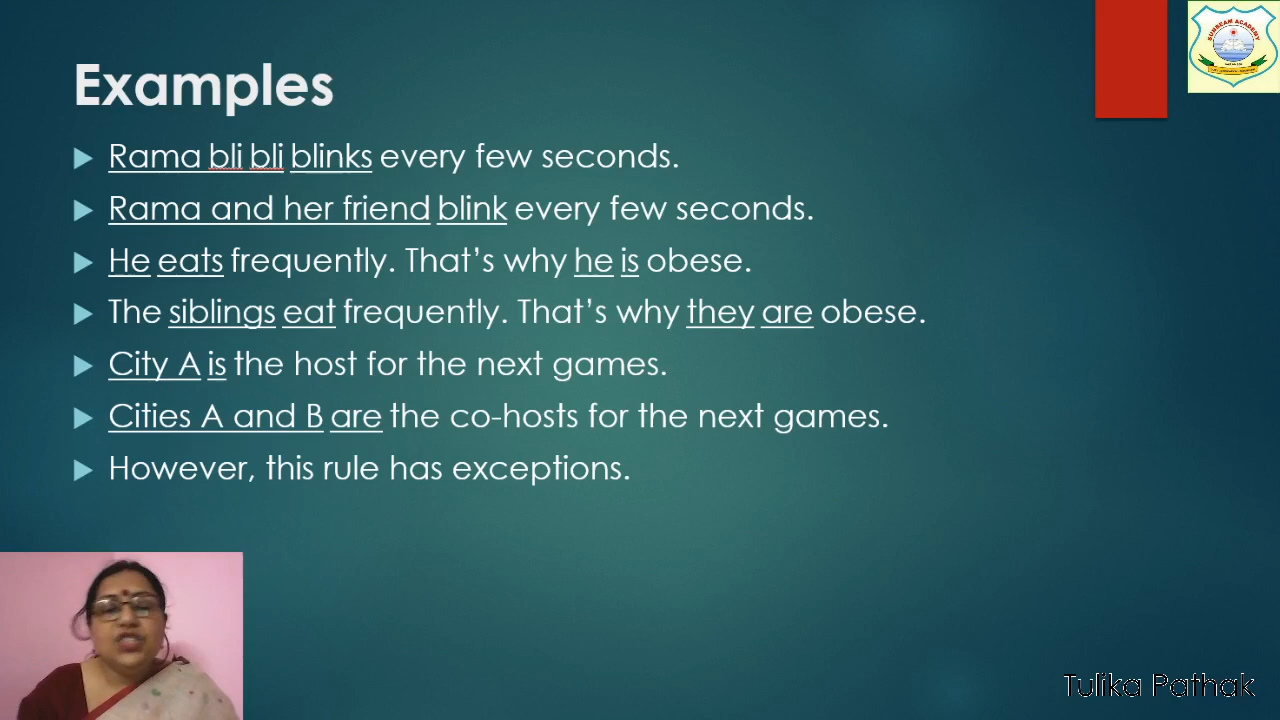 SUNBEAM ACADEMY
Examples
Rama bli bli blinks every few seconds.
Rama and her friend blink every few seconds.
He eats frequently. That’s why he is obese.
The siblings eat frequently. That’s why they are obese.
City A is the host for the next games.
Cities A and B are the co-hosts for the next games.
However, this rule has exceptions.
Tulika Pathak